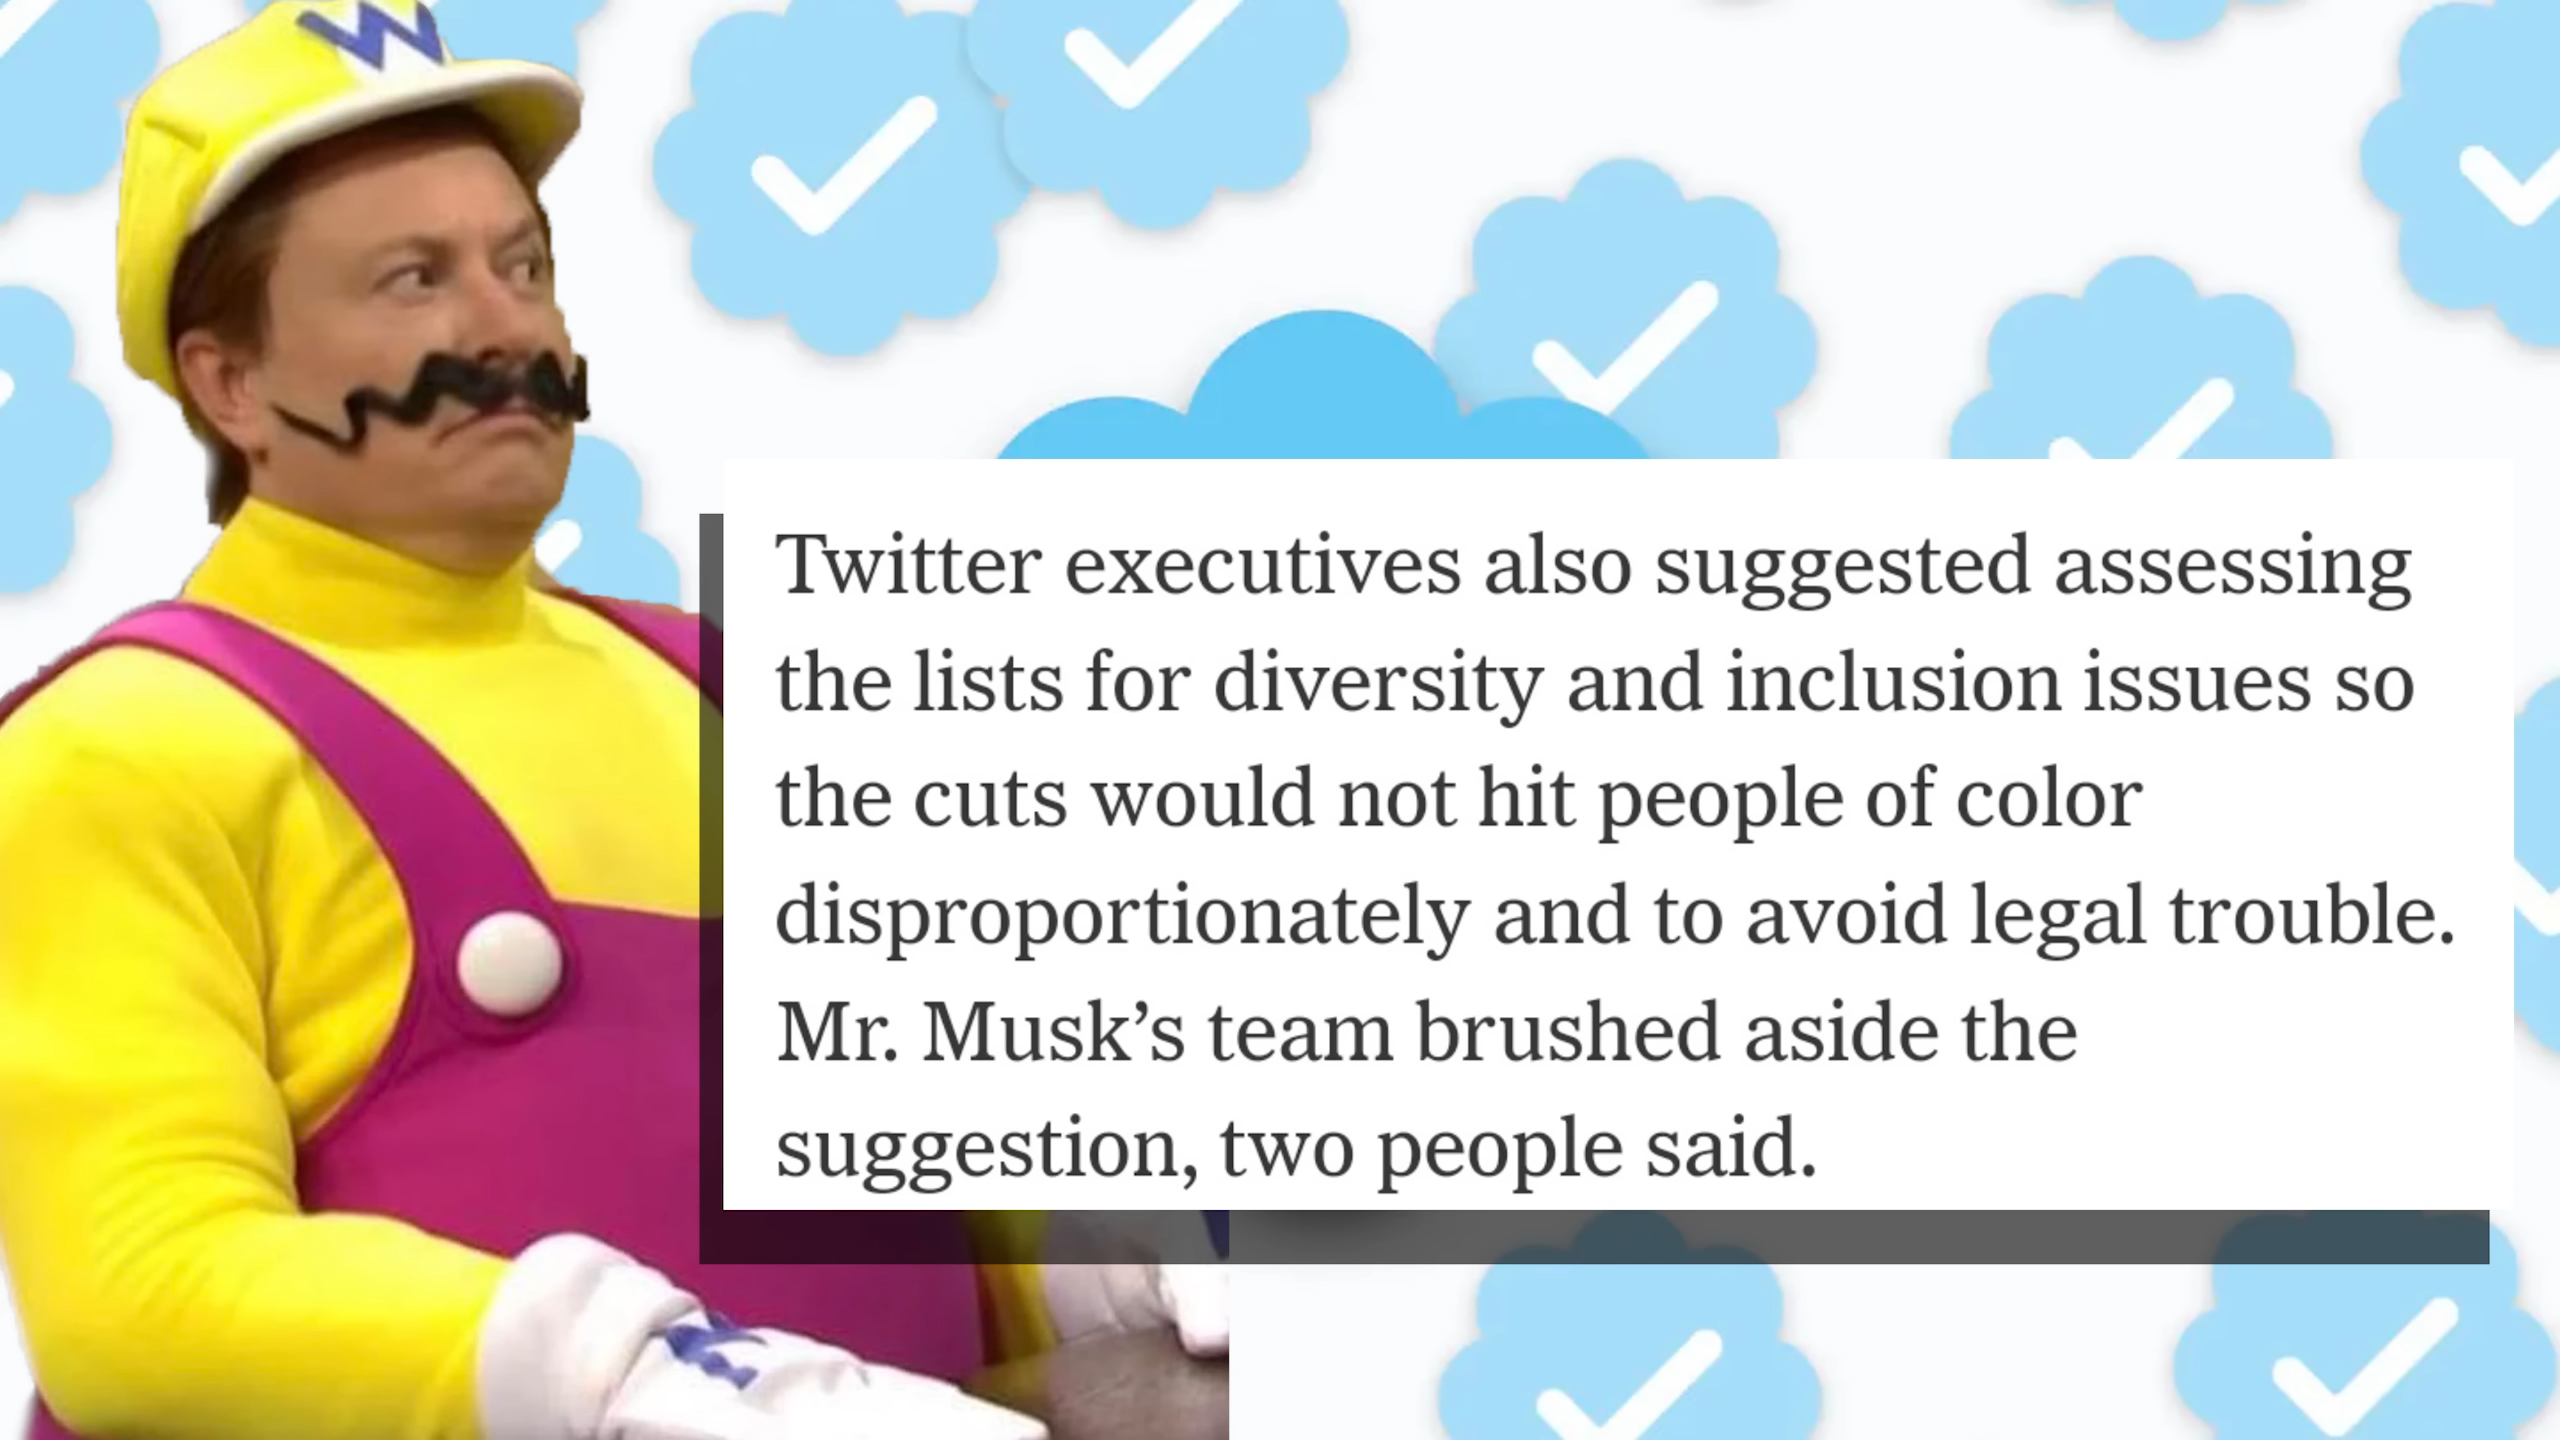 W
Twitter executives also suggested assessing
the lists for diversity and inclusion issues so
the cuts would not hit people of color
disproportionately and to avoid legal trouble.
Mr. Musk’s team brushed aside the
suggestion, two people said.